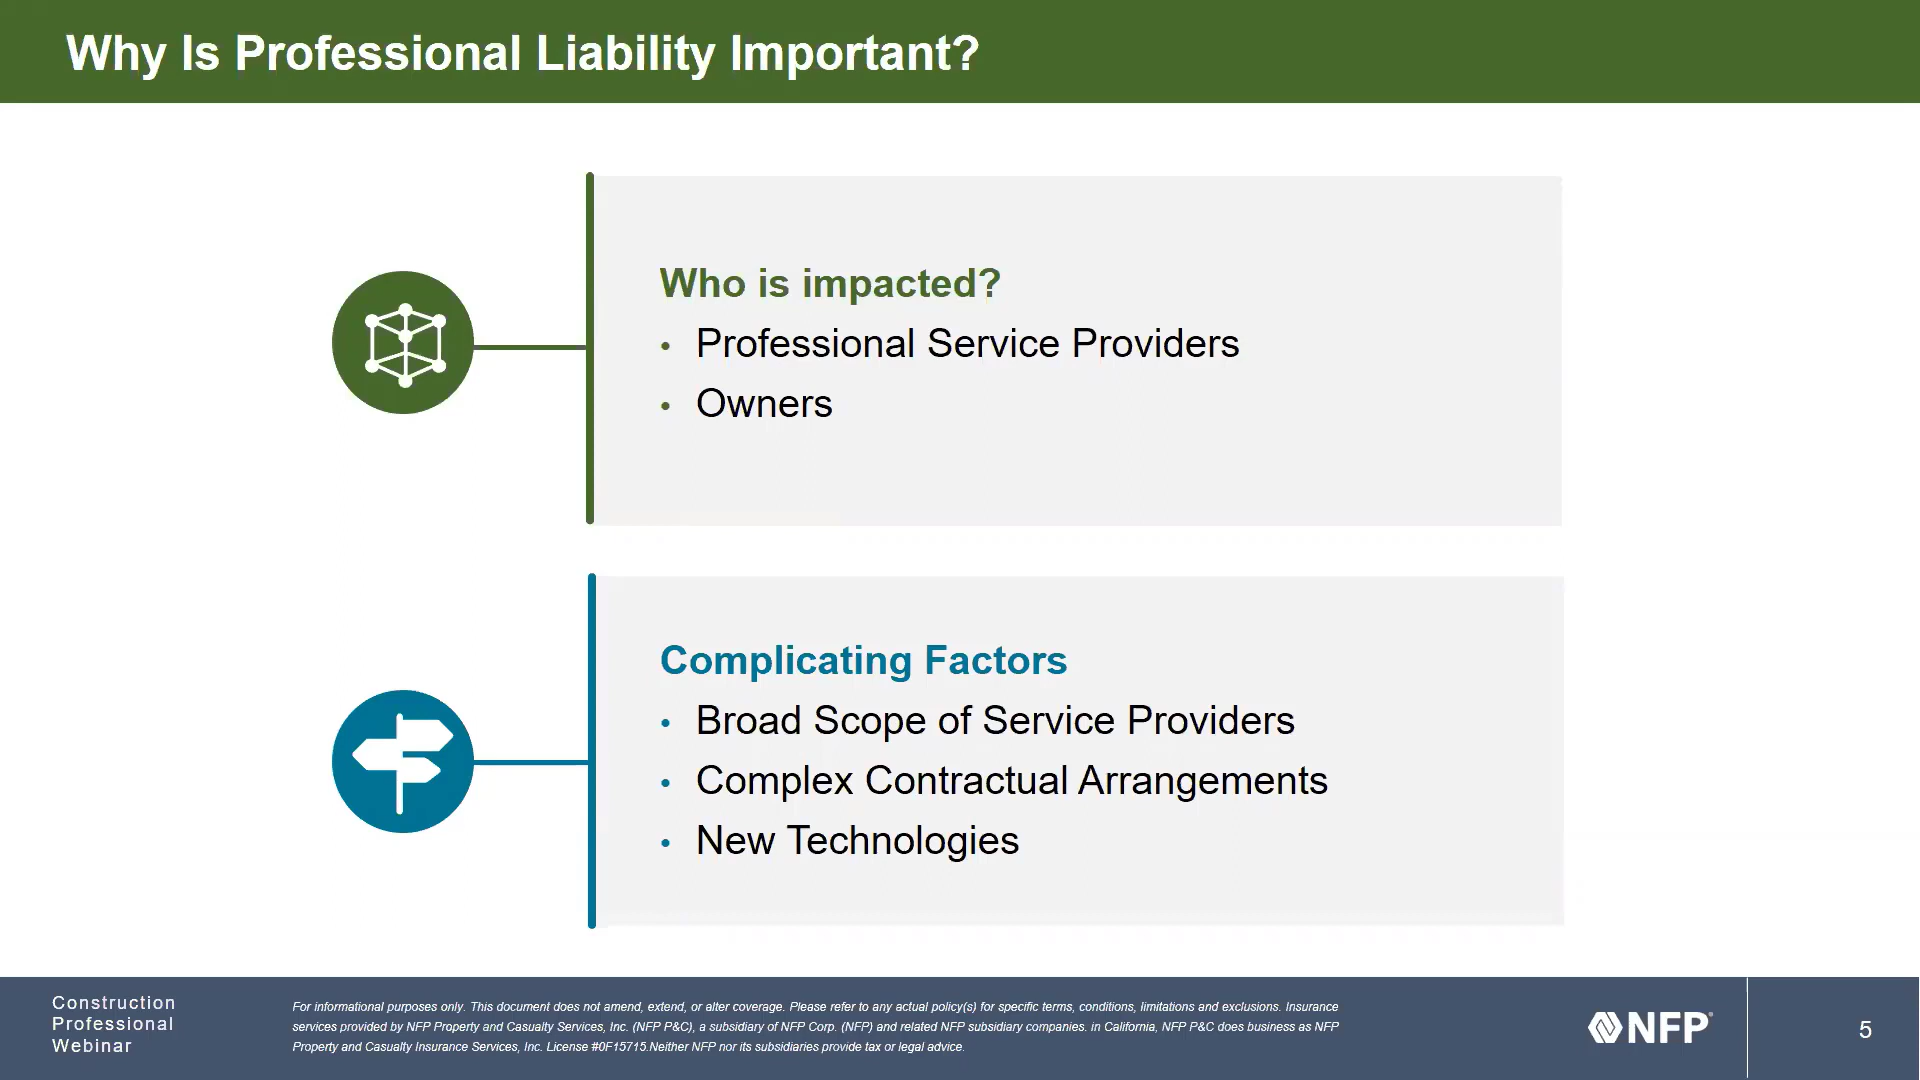 Why Is Professional Liability Important?
Who is impacted?
• Professional Service Providers
• Owners
Complicating Factors
• Broad Scope of Service Providers
• Complex Contractual Arrangements
• New Technologies
Construction
Professional
Webinar
For informational purposes only. This document does not amend, extend, or alter coverage. Please refer to any actual policy(s) for specific terms, conditions, limitations and exclusions. Insurance
services provided by NFP Property and Casualty Services, Inc. (NFP P&C), a subsidiary of NFP Corp. (NFP) and related NFP subsidiary companies. in California, NFP P&C does business as NFP
Property and Casualty Insurance Services, Inc. License #0F15715.Neither NFP nor its subsidiaries provide tax or legal advice.
NFP®
5